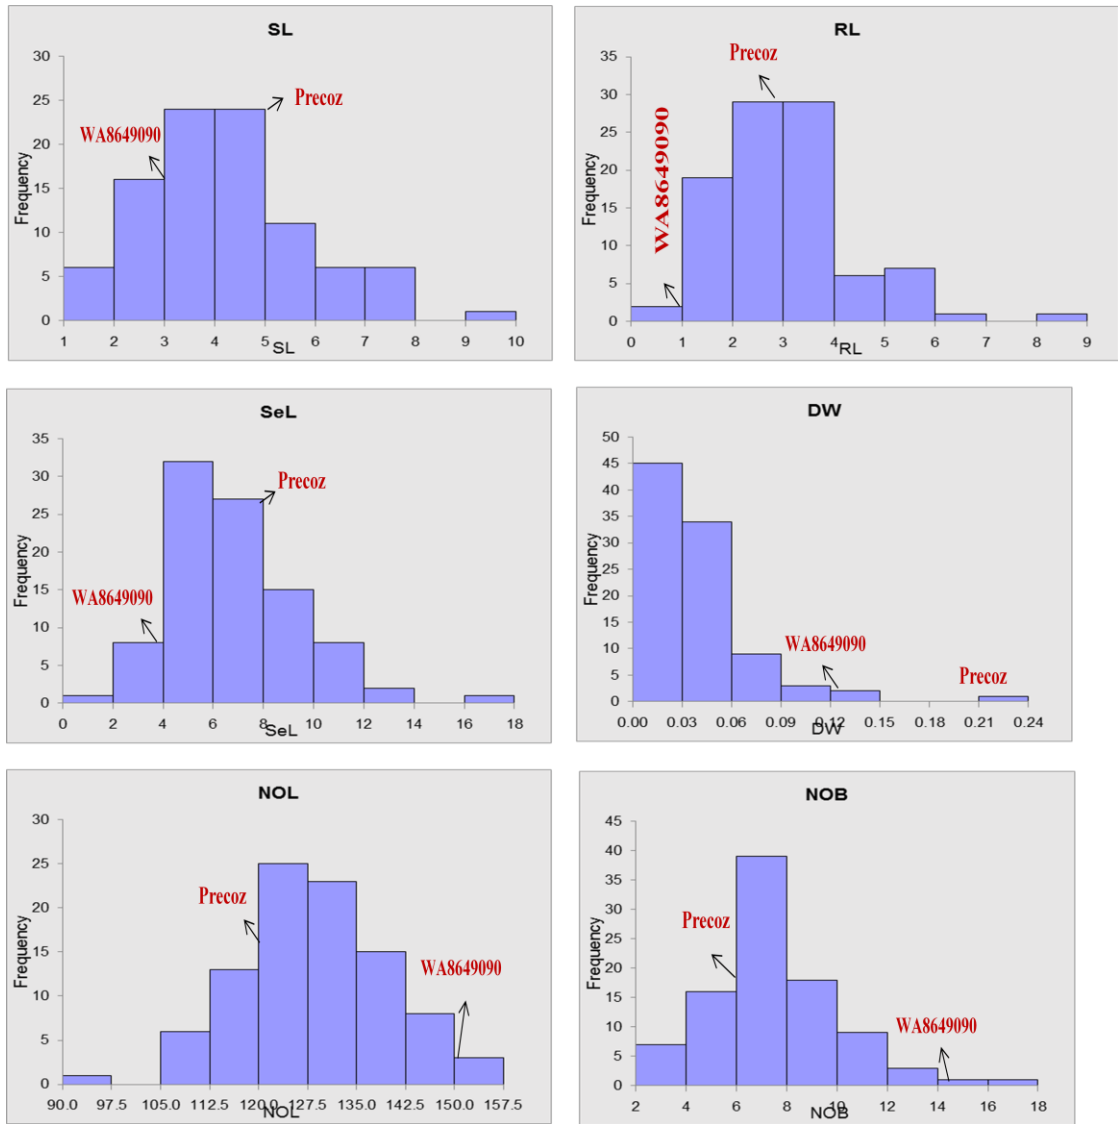 SL
30
25
20
15
10
5
0
Frequency
WA8649090
Precoz
1 2 3 4 5 6 7 8 9 10
SL
RL
35
30
25
20
15
10
5
0
Frequency
WA8649090
Precoz
0 1 2 3 4 5 6 7 8 9
RL
SeL
35
30
25
20
15
10
5
0
Frequency
WA8649090
Precoz
0 2 4 6 8 10 12 14 16 18
SeL
DW
50
45
40
35
30
25
20
15
10
5
0
Frequency
WA8649090
Precoz
0.00 0.03 0.06 0.09 0.12 0.15 0.18 0.21 0.24
DW
NOL
30
25
20
15
10
5
0
Frequency
Precoz
WA8649090
90.0 97.5 105.0 112.5 120.0 127.5 135.0 142.5 150.0 157.5
NOL
NOB
45
40
35
30
25
20
15
10
5
0
Frequency
Precoz
WA8649090
2 4 6 8 10 12 14 16 18
NOB